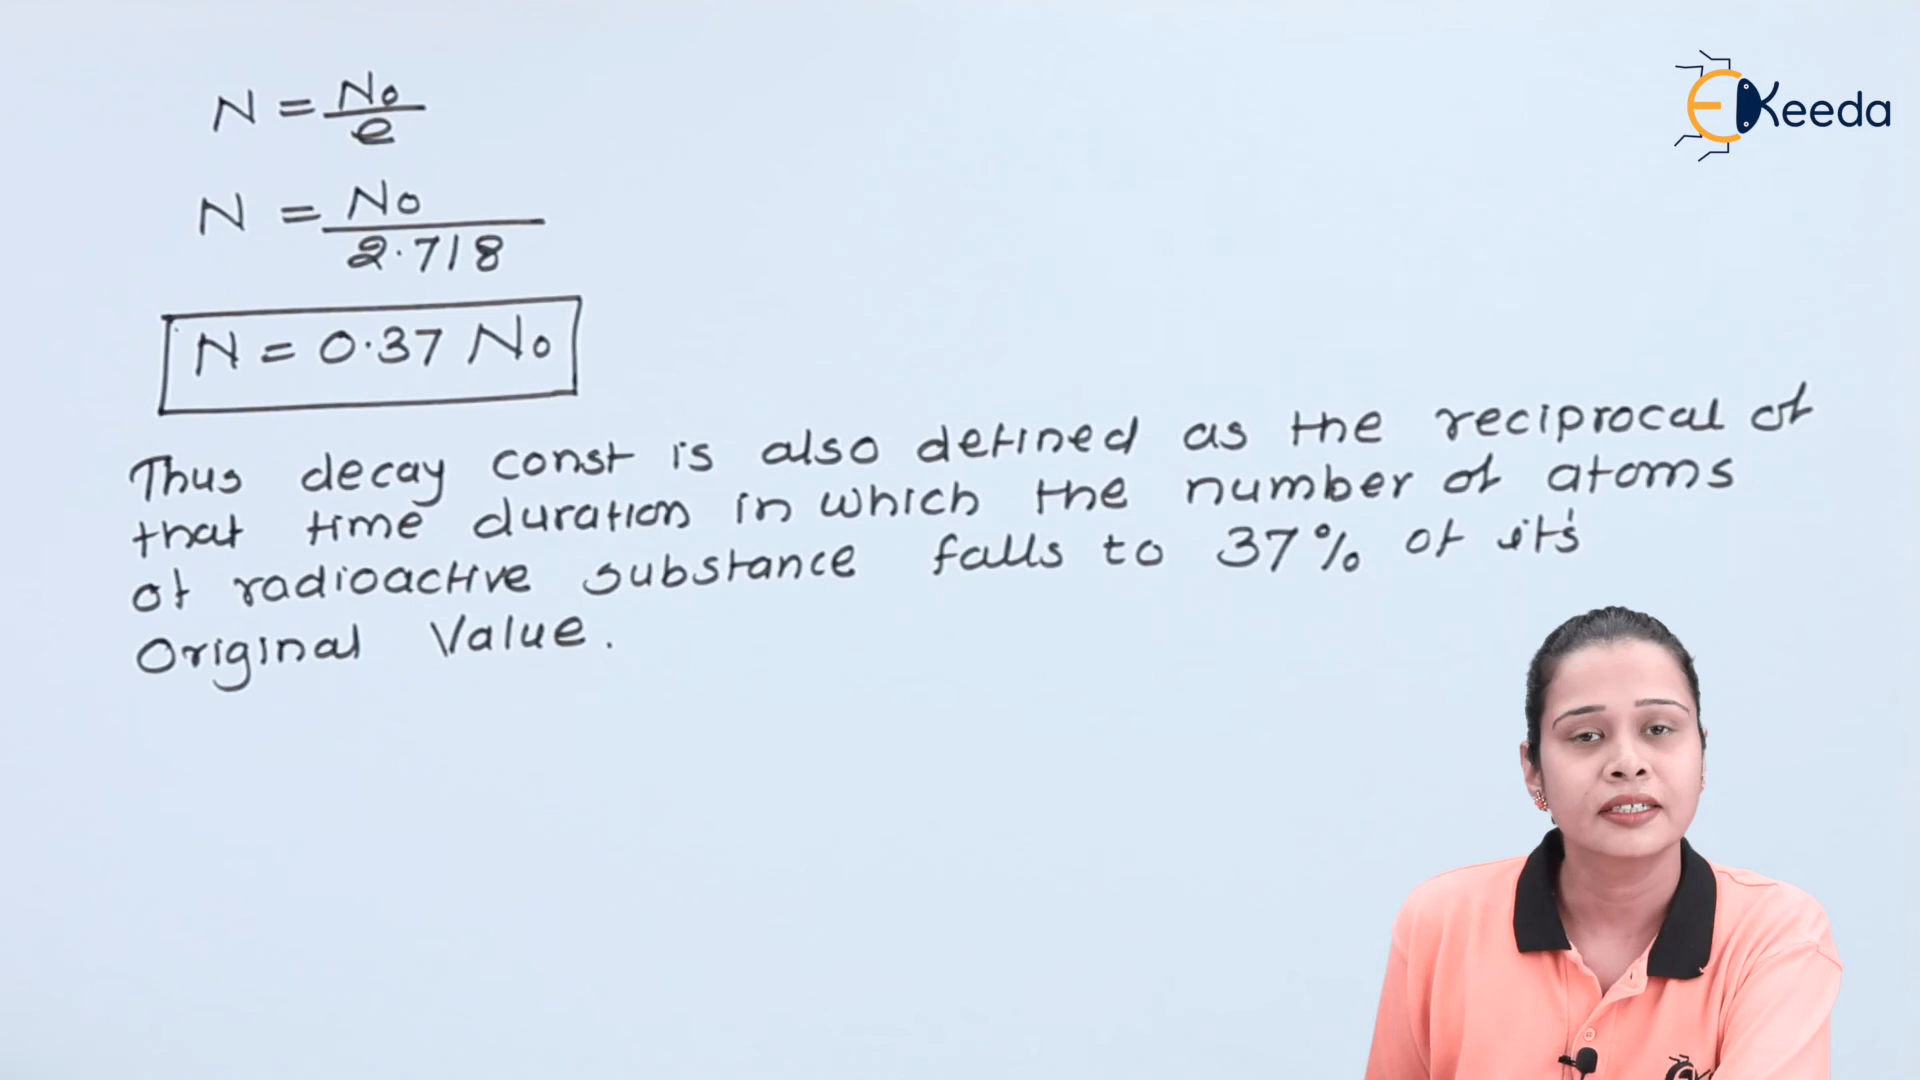 N = No/e
EKeeda
N = No/2.718
N = 0.37 No
Thus decay const is also defined as the reciprocal of
that time duration in which the number of atoms
of radioactive substance falls to 37% of it's
Original Value.